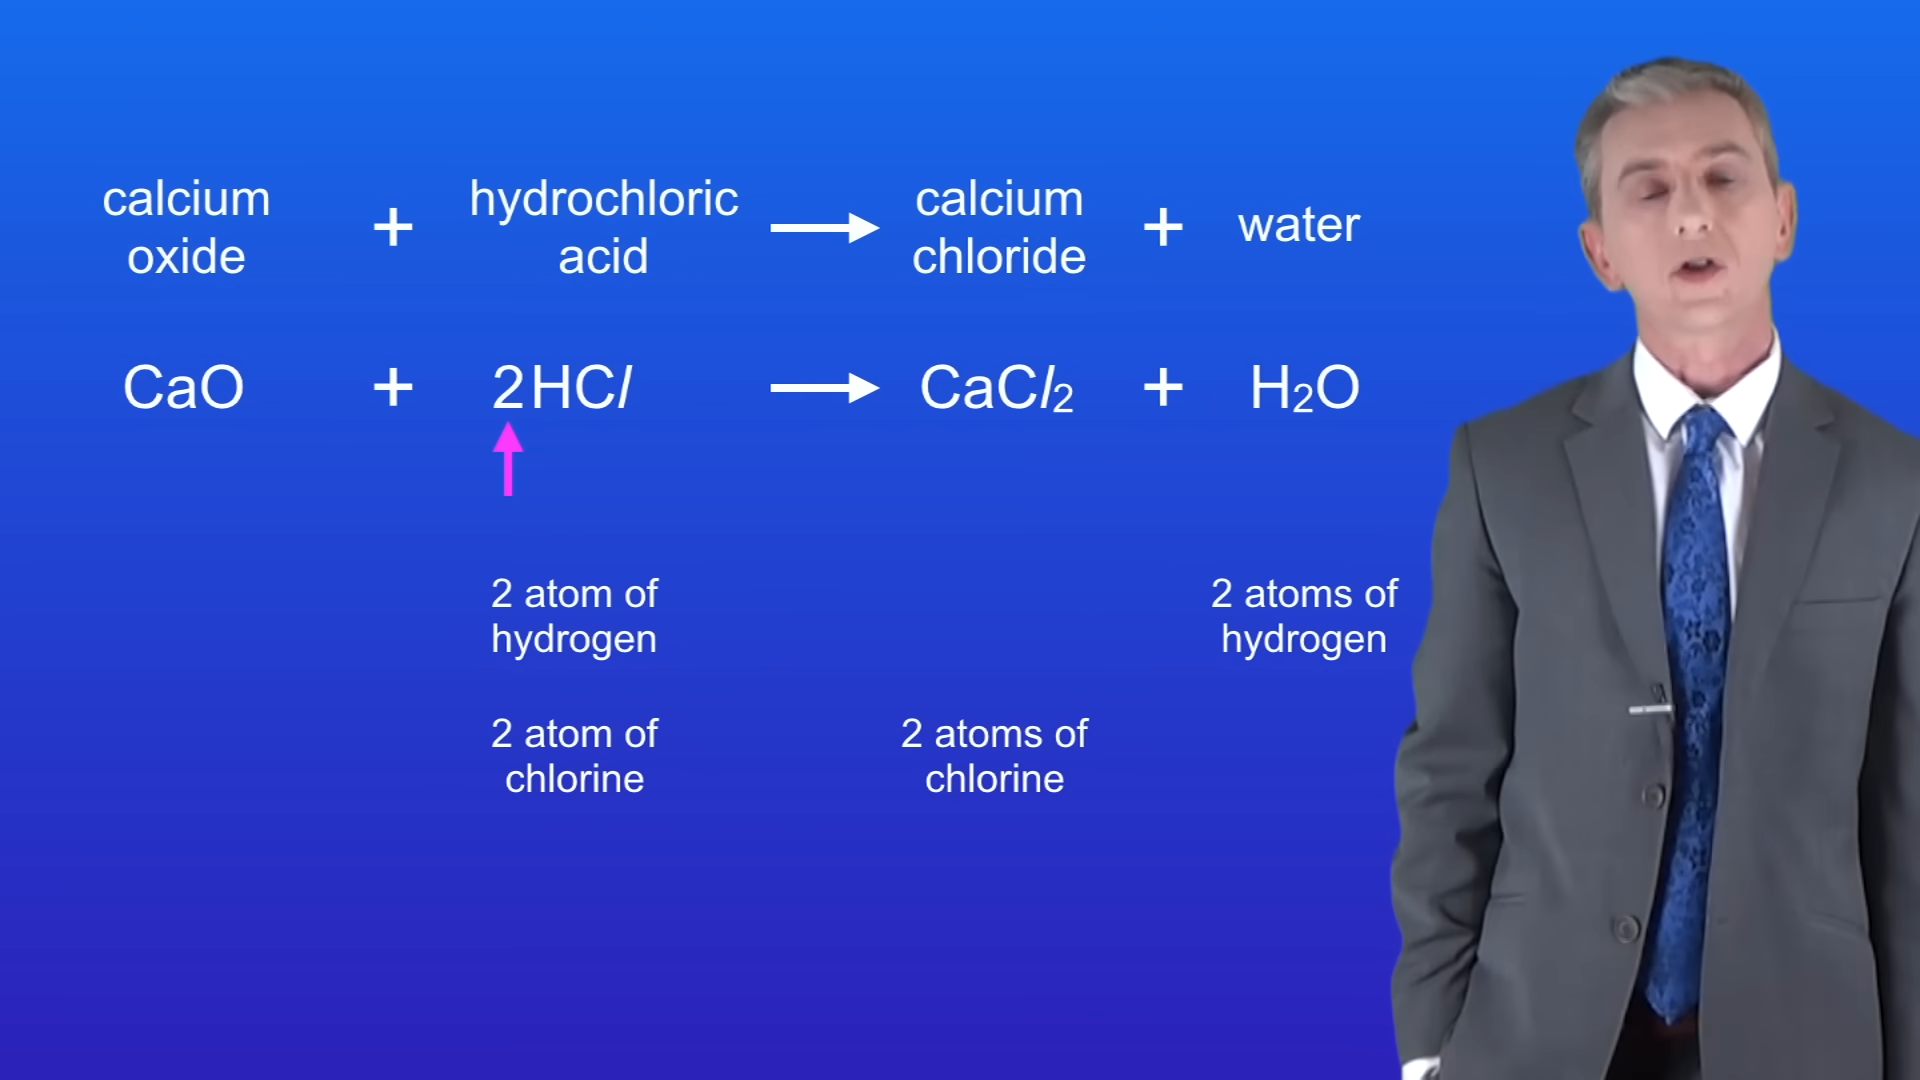 calcium oxide + hydrochloric acid → calcium chloride + water
CaO + 2HCl → CaCl₂ + H₂O
2 atom of hydrogen
2 atoms of hydrogen
2 atom of chlorine
2 atoms of chlorine